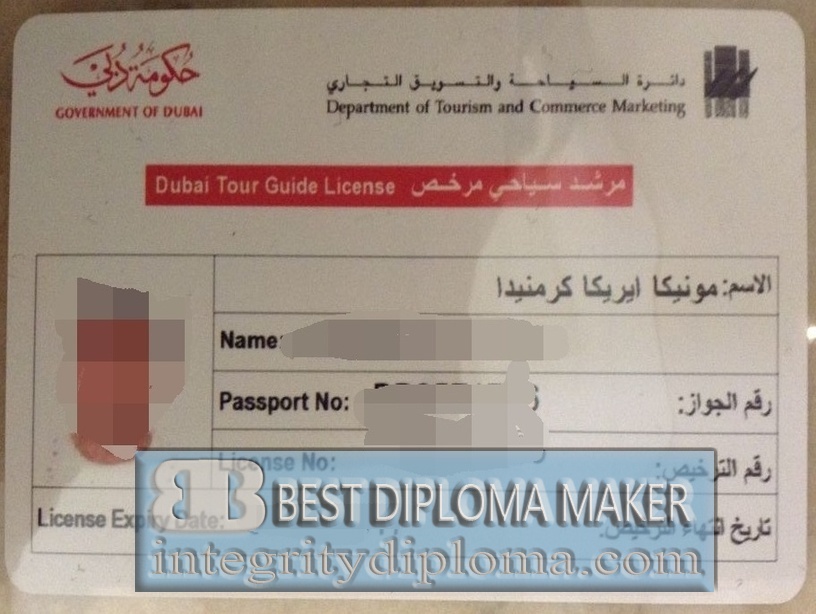 حكومة دبي
GOVERNMENT OF DUBAI
دائرة السياحة والتسويق التجاري
Department of Tourism and Commerce Marketing
Dubai Tour Guide License مرشد سياحي مرخص
الاسم: مونيكا ايريكا كرمنيدا
Name:
Passport No: رقم الجواز:
License No: رقم الترخيص:
License Expiry Date: تاريخ انتهاء الترخيص:
BEST DIPLOMA MAKER
integritydiploma.com